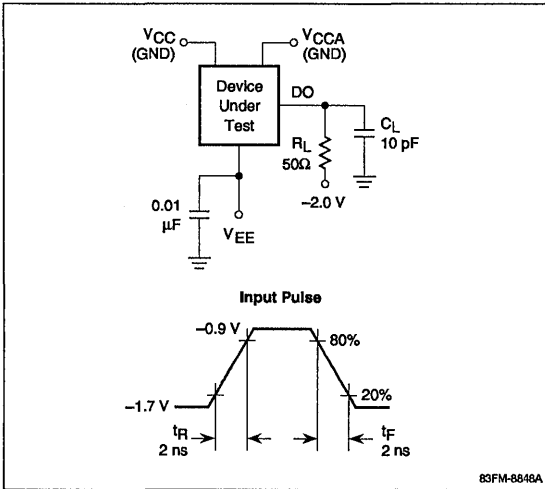 VCC
(GND)
VCCA
(GND)
Device
Under
Test
DO
RL
50Ω
CL
10 pF
–2.0 V
0.01
µF
VEE
Input Pulse
–0.9 V
80%
–1.7 V
20%
tR
2 ns
tF
2 ns
83FM-8848A